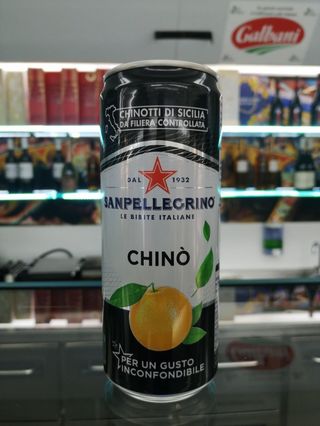 Galbani
CHINOTTI DI SICILIA
DA FILIERA CONTROLLATA
DAL 1932
SANPELLEGRINO
LE BIBITE ITALIANE
CHINÒ
PER UN GUSTO
INCONFONDIBILE